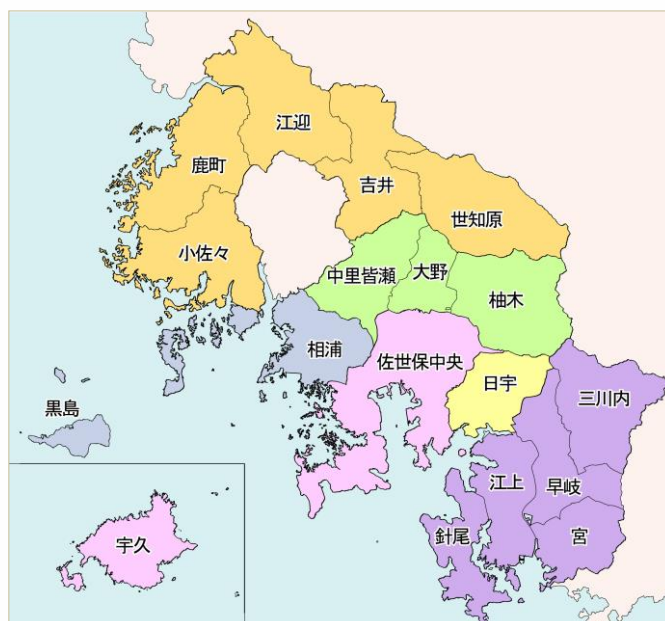 江迎
鹿町
吉井
世知原
小佐々
中里皆瀬
大野
柚木
相浦
佐世保中央
日宇
三川内
黒島
江上
早岐
針尾
宮
宇久